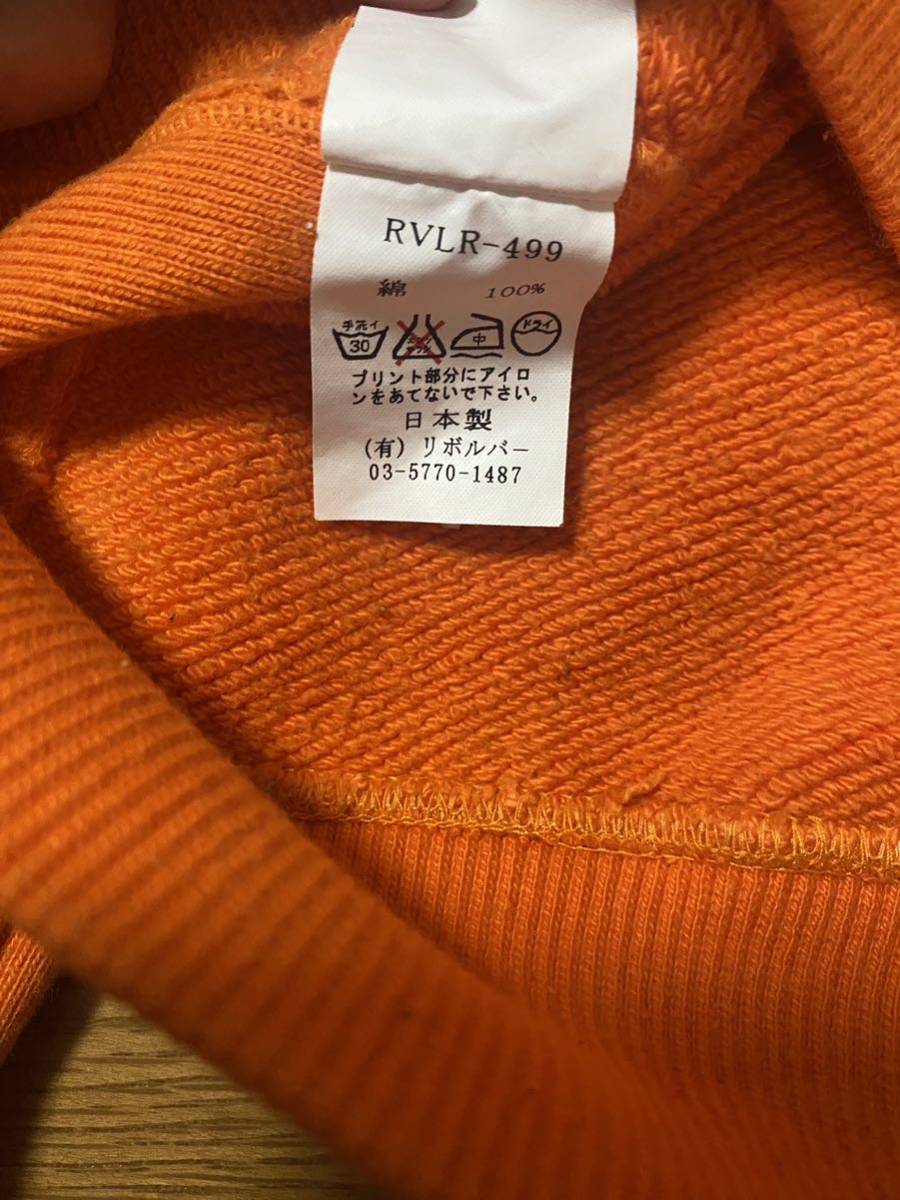 RVLR-499
綿 100%
手洗イ 30 中 ドライ
プリント部分にアイロ
ンをあてないで下さい。
日本製
(有) リボルバー
03-5770-1487